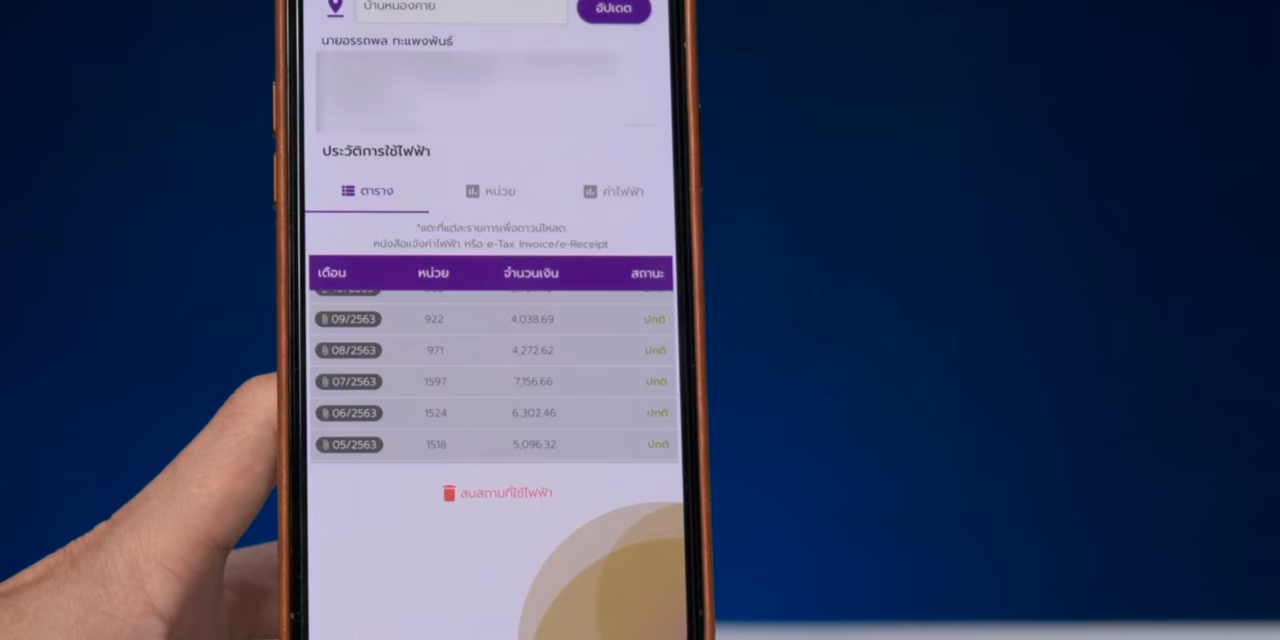 บ้านหนองคาย
อัปเดต
นายอรรถพล ทะแพงพันธ์
ประวัติการใช้ไฟฟ้า
ตาราง หน่วย ค่าไฟฟ้า
*แตะที่แต่ละรายการเพื่อดาวน์โหลด
หนังสือแจ้งค่าไฟฟ้า หรือ e-Tax Invoice/e-Receipt
เดือน หน่วย จำนวนเงิน สถานะ
09/2563 922 4,038.69 ปกติ
08/2563 971 4,272.62 ปกติ
07/2563 1597 7,156.66 ปกติ
06/2563 1524 6,302.46 ปกติ
05/2563 1518 5,096.32 ปกติ
ลบสถานที่ใช้ไฟฟ้า